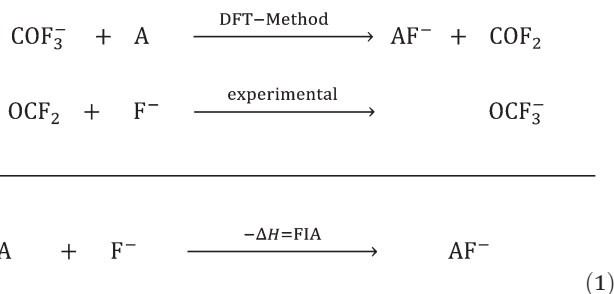 DFT−Method
COF₃⁻ + A ⟶ AF⁻ + COF₂
experimental
OCF₂ + F⁻ ⟶ OCF₃⁻
−ΔH=FIA
A + F⁻ ⟶ AF⁻
(1)